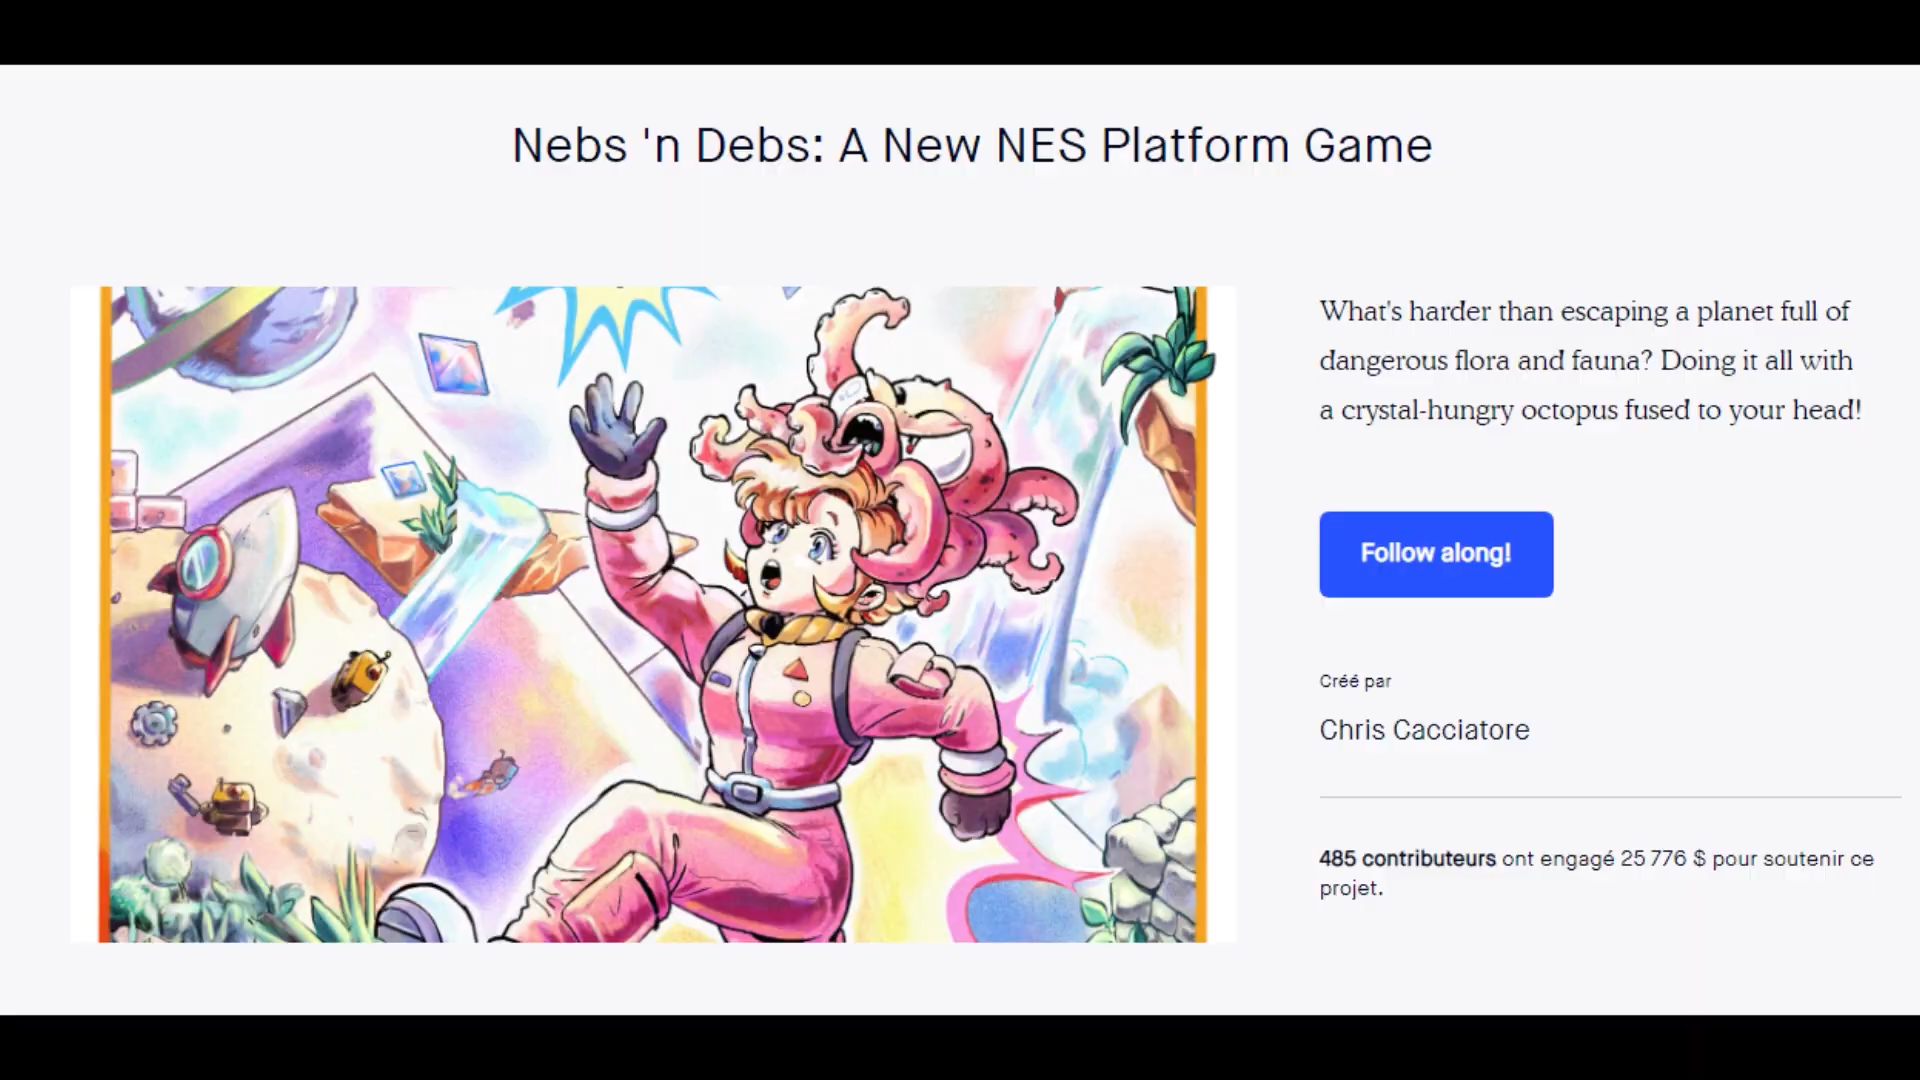 Nebs 'n Debs: A New NES Platform Game
What's harder than escaping a planet full of
dangerous flora and fauna? Doing it all with
a crystal-hungry octopus fused to your head!
Follow along!
Créé par
Chris Cacciatore
485 contributeurs ont engagé 25 776 $ pour soutenir ce
projet.